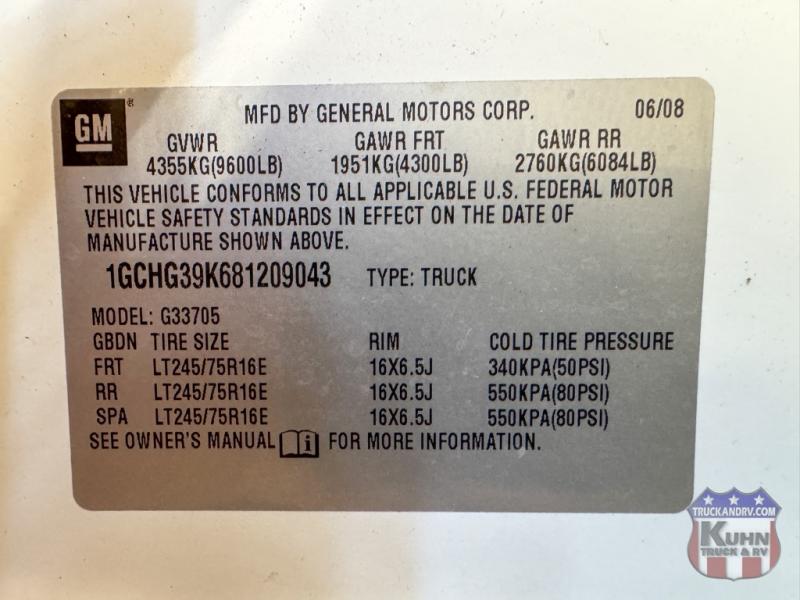 GM ®
MFD BY GENERAL MOTORS CORP. 06/08
GVWR GAWR FRT GAWR RR
4355KG(9600LB) 1951KG(4300LB) 2760KG(6084LB)
THIS VEHICLE CONFORMS TO ALL APPLICABLE U.S. FEDERAL MOTOR
VEHICLE SAFETY STANDARDS IN EFFECT ON THE DATE OF
MANUFACTURE SHOWN ABOVE.
1GCHG39K681209043 TYPE: TRUCK
MODEL: G33705
GBDN TIRE SIZE RIM COLD TIRE PRESSURE
FRT LT245/75R16E 16X6.5J 340KPA(50PSI)
RR LT245/75R16E 16X6.5J 550KPA(80PSI)
SPA LT245/75R16E 16X6.5J 550KPA(80PSI)
SEE OWNER'S MANUAL i FOR MORE INFORMATION.
TRUCKANDRV.COM
KUHN
TRUCK & RV